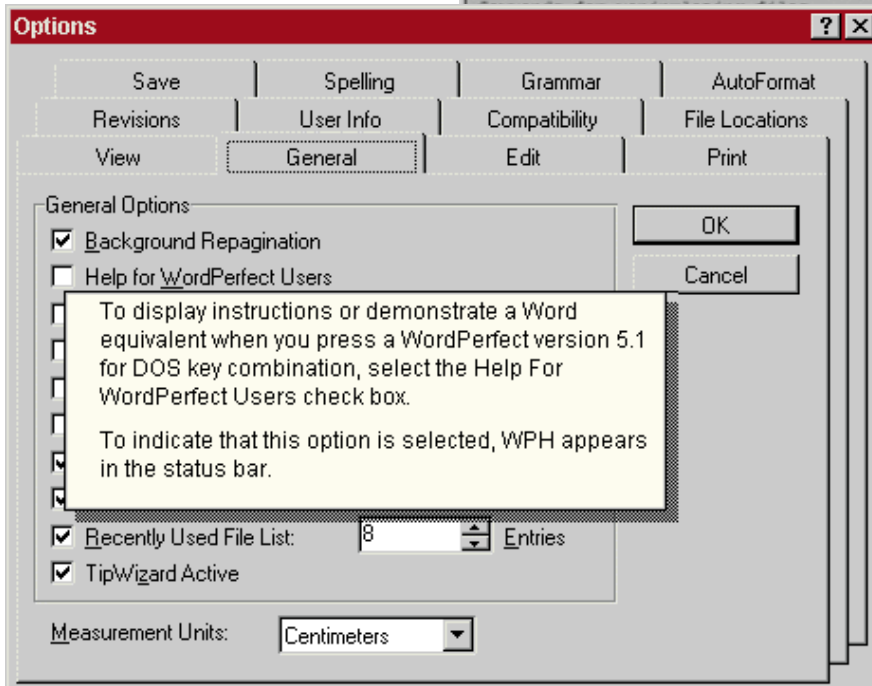 Options
Save Spelling Grammar AutoFormat
Revisions User Info Compatibility File Locations
View General Edit Print
General Options
OK
Background Repagination
Cancel
Help for WordPerfect Users
To display instructions or demonstrate a Word
equivalent when you press a WordPerfect version 5.1
for DOS key combination, select the Help For
WordPerfect Users check box.
To indicate that this option is selected, WPH appears
in the status bar.
Recently Used File List: 8 Entries
TipWizard Active
Measurement Units: Centimeters